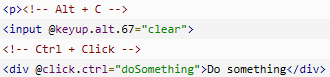 <p><!-- Alt + C -->
<input @keyup.alt.67="clear">
<!-- Ctrl + Click -->
<div @click.ctrl="doSomething">Do something</div>